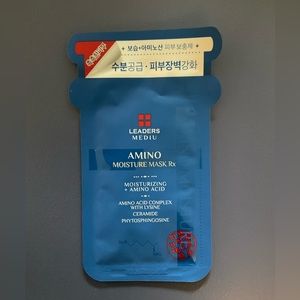 + 보습+아미노산 피부 보충제 +
수분공급 · 피부장벽강화
LEADERS
MEDIU
AMINO
MOISTURE MASK Rx
MOISTURIZING
+ AMINO ACID
AMINO ACID COMPLEX
WITH LYSINE
CERAMIDE
PHYTOSPHINGOSINE